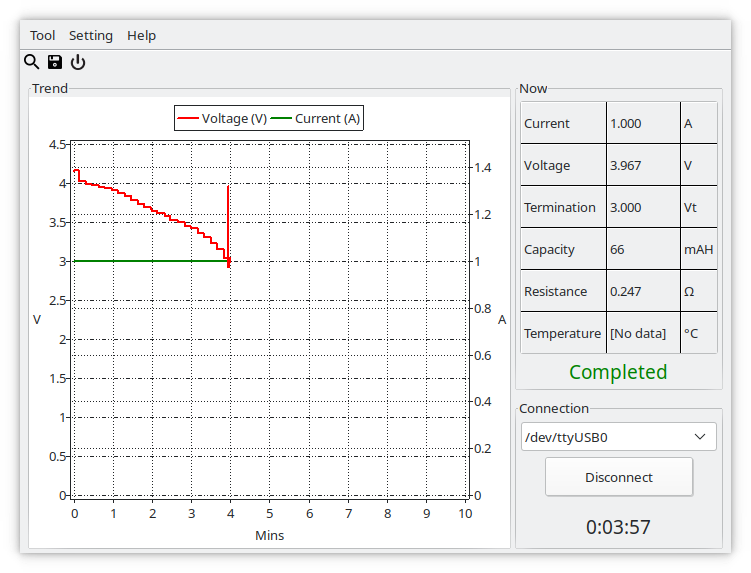 Tool Setting Help
Trend
Voltage (V) Current (A)
4.5
4
3.5
3
2.5
2
1.5
1
0.5
0
V
1.4
1.2
1
0.8
0.6
0.4
0.2
0
A
0 1 2 3 4 5 6 7 8 9 10
Mins
Now
Current 1.000 A
Voltage 3.967 V
Termination 3.000 Vt
Capacity 66 mAH
Resistance 0.247 Ω
Temperature [No data] °C
Completed
Connection
/dev/ttyUSB0
Disconnect
0:03:57